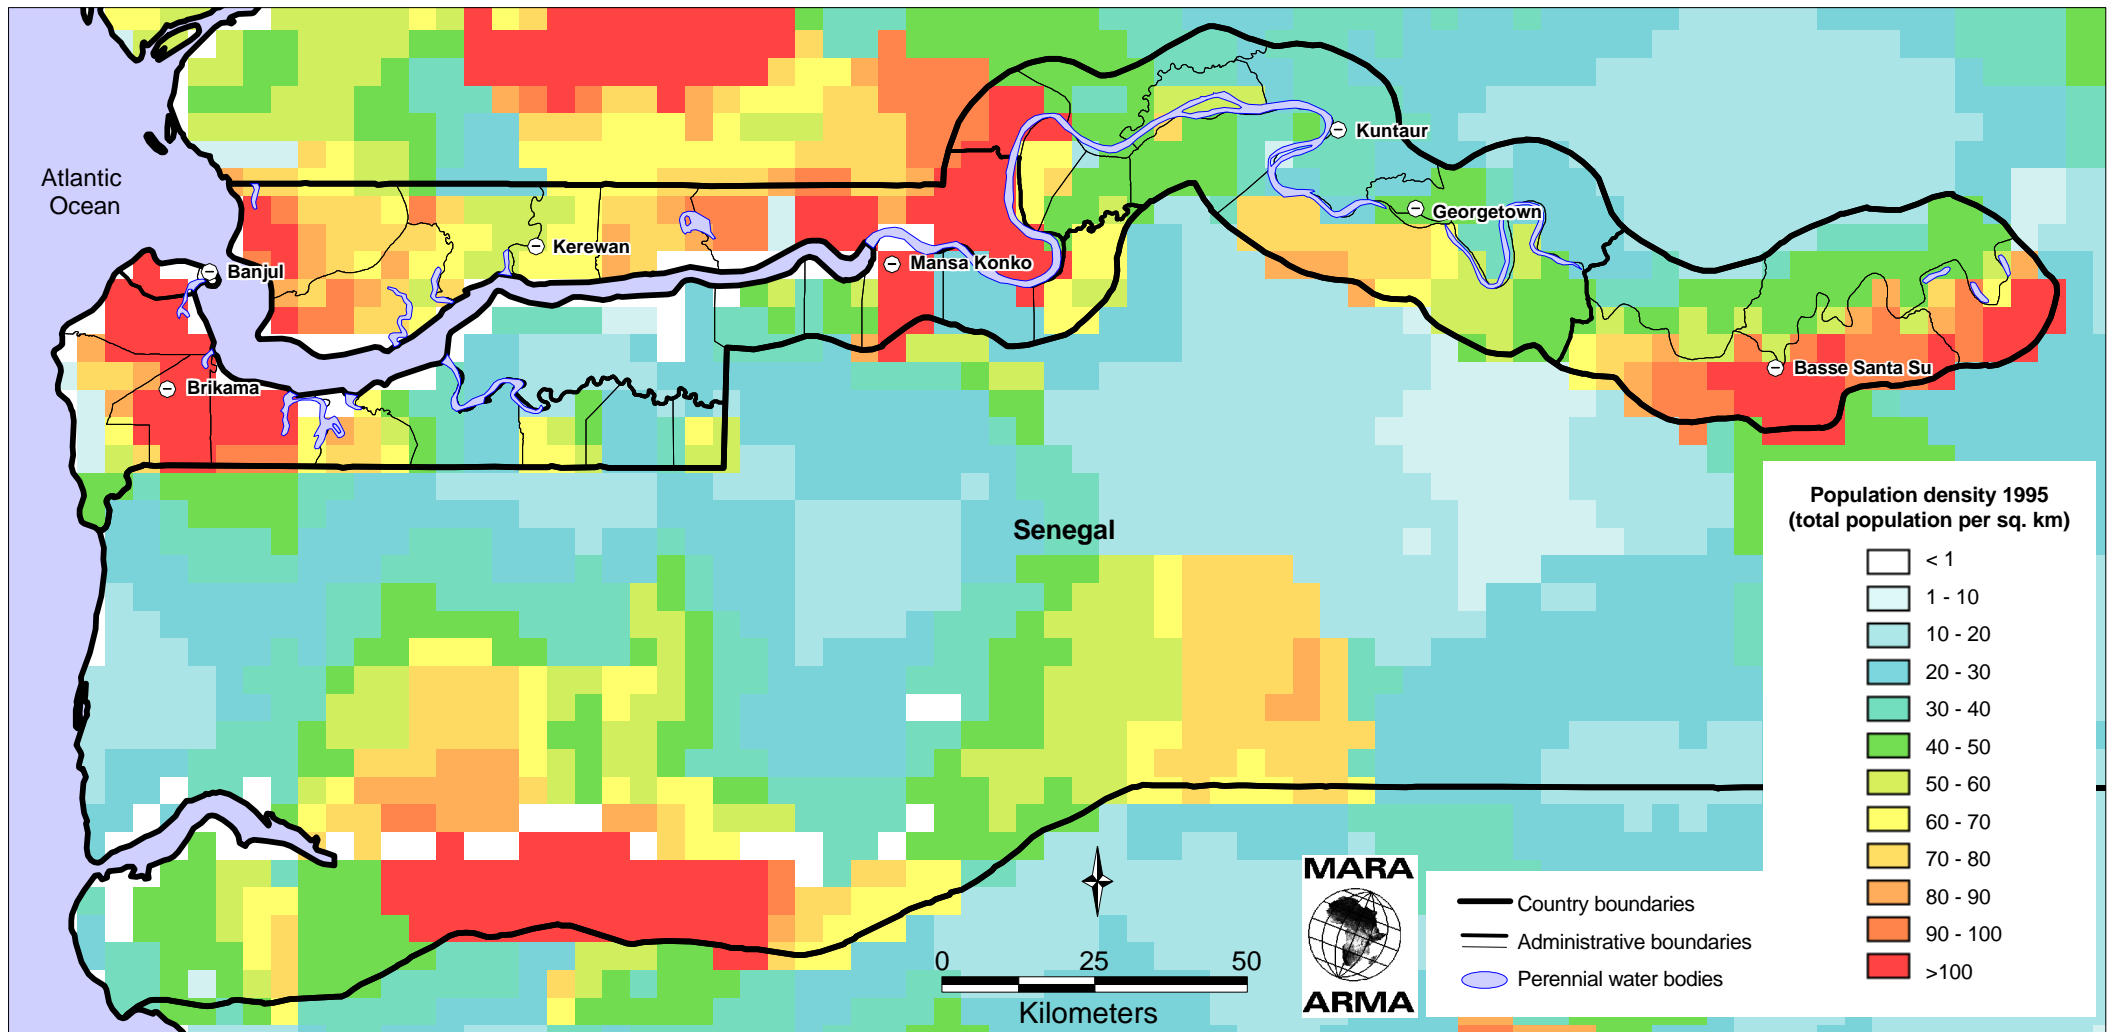 Atlantic
Ocean
Banjul
Brikama
Kerewan
Mansa Konko
Kuntaur
Georgetown
Basse Santa Su
Senegal
Population density 1995
(total population per sq. km)
< 1
1 - 10
10 - 20
20 - 30
30 - 40
40 - 50
50 - 60
60 - 70
70 - 80
80 - 90
90 - 100
>100
MARA
ARMA
Country boundaries
Administrative boundaries
Perennial water bodies
0 25 50
Kilometers